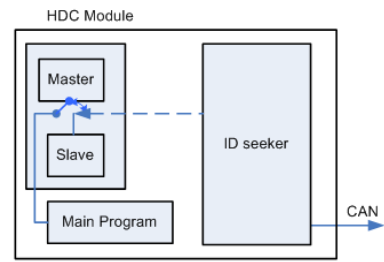 HDC Module
Master
Slave
ID seeker
Main Program
CAN